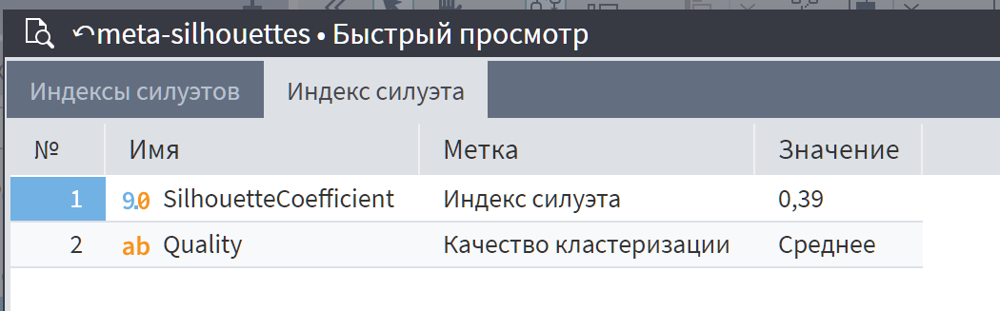 meta-silhouettes • Быстрый просмотр
Индексы силуэтов Индекс силуэта
№ Имя Метка Значение
1 9.0 SilhouetteCoefficient Индекс силуэта 0,39
2 ab Quality Качество кластеризации Среднее